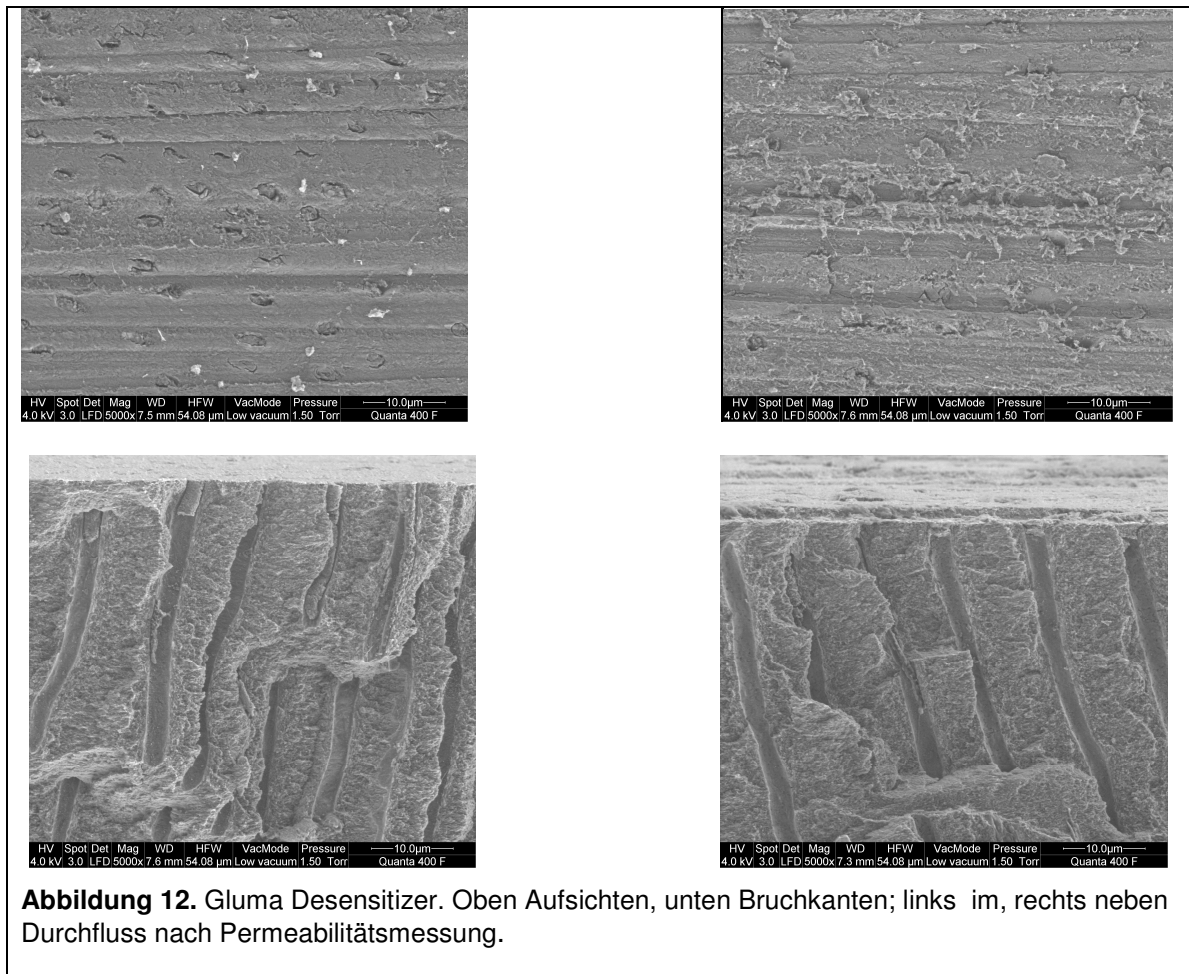 HV Spot Det Mag WD HFW VacMode Pressure 10.0µm
4.0 kV 3.0 LFD 5000x 7.5 mm 54.08 µm Low vacuum 1.50 Torr Quanta 400 F
HV Spot Det Mag WD HFW VacMode Pressure 10.0µm
4.0 kV 3.0 LFD 5000x 7.6 mm 54.08 µm Low vacuum 1.50 Torr Quanta 400 F
HV Spot Det Mag WD HFW VacMode Pressure 10.0µm
4.0 kV 3.0 LFD 5000x 7.6 mm 54.08 µm Low vacuum 1.50 Torr Quanta 400 F
HV Spot Det Mag WD HFW VacMode Pressure 10.0µm
4.0 kV 3.0 LFD 5000x 7.3 mm 54.08 µm Low vacuum 1.50 Torr Quanta 400 F
Abbildung 12. Gluma Desensitizer. Oben Aufsichten, unten Bruchkanten; links im, rechts neben
Durchfluss nach Permeabilitätsmessung.